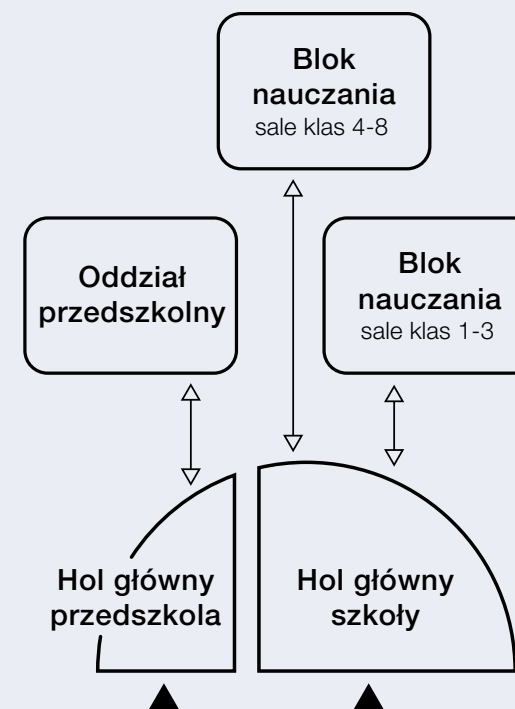 Blok
nauczania
sale klas 4-8
Oddział
przedszkolny
Blok
nauczania
sale klas 1-3
Hol główny
przedszkola
Hol główny
szkoły